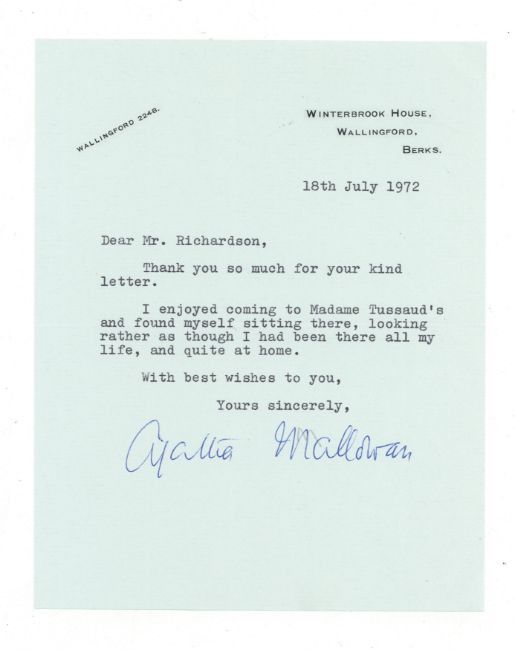 WALLINGFORD 2248.
WINTERBROOK HOUSE,
WALLINGFORD,
BERKS.
18th July 1972
Dear Mr. Richardson,
Thank you so much for your kind
letter.
I enjoyed coming to Madame Tussaud's
and found myself sitting there, looking
rather as though I had been there all my
life, and quite at home.
With best wishes to you,
Yours sincerely,
Agatha Mallowan